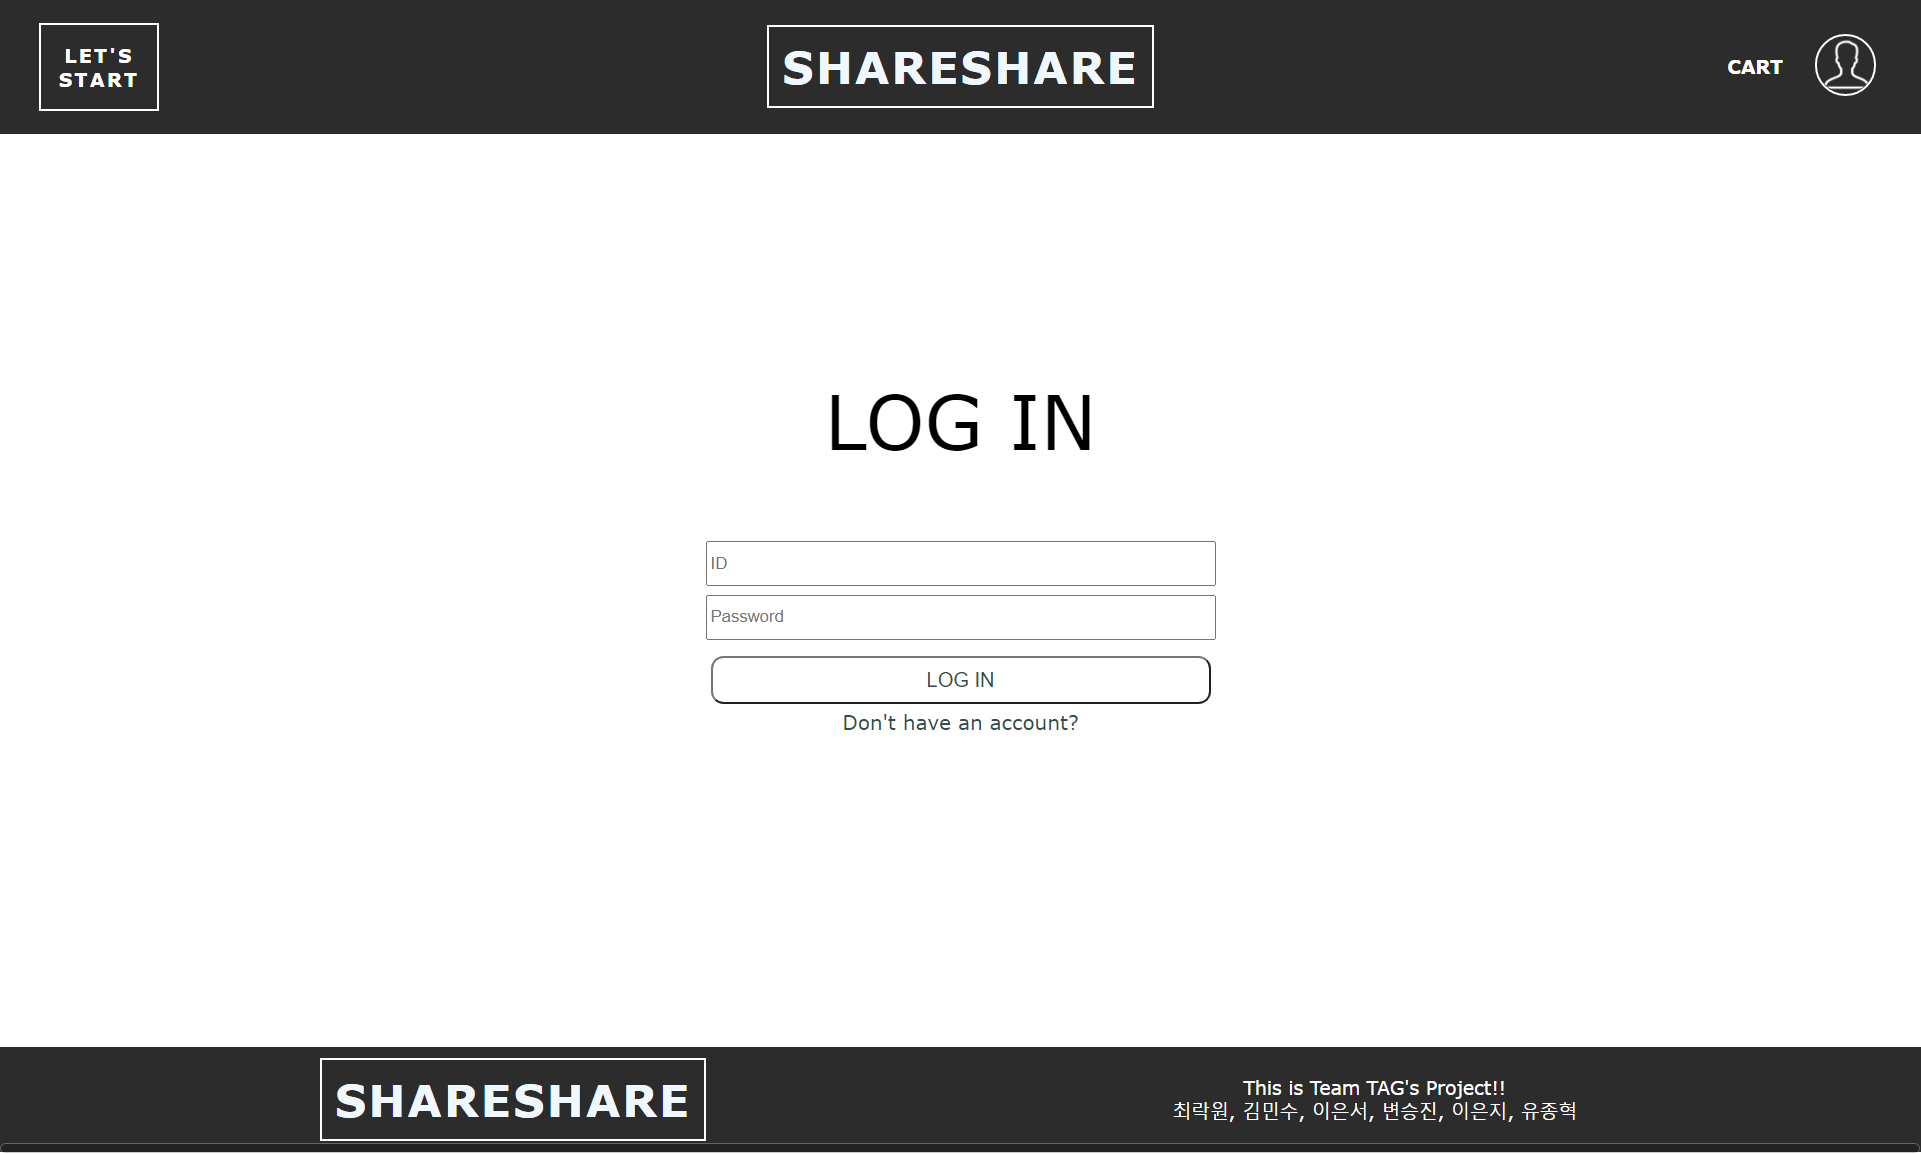 LET'S
START
SHARESHARE
CART
LOG IN
ID
Password
LOG IN
Don't have an account?
SHARESHARE
This is Team TAG's Project!!
최락원, 김민수, 이은서, 변승진, 이은지, 유종혁